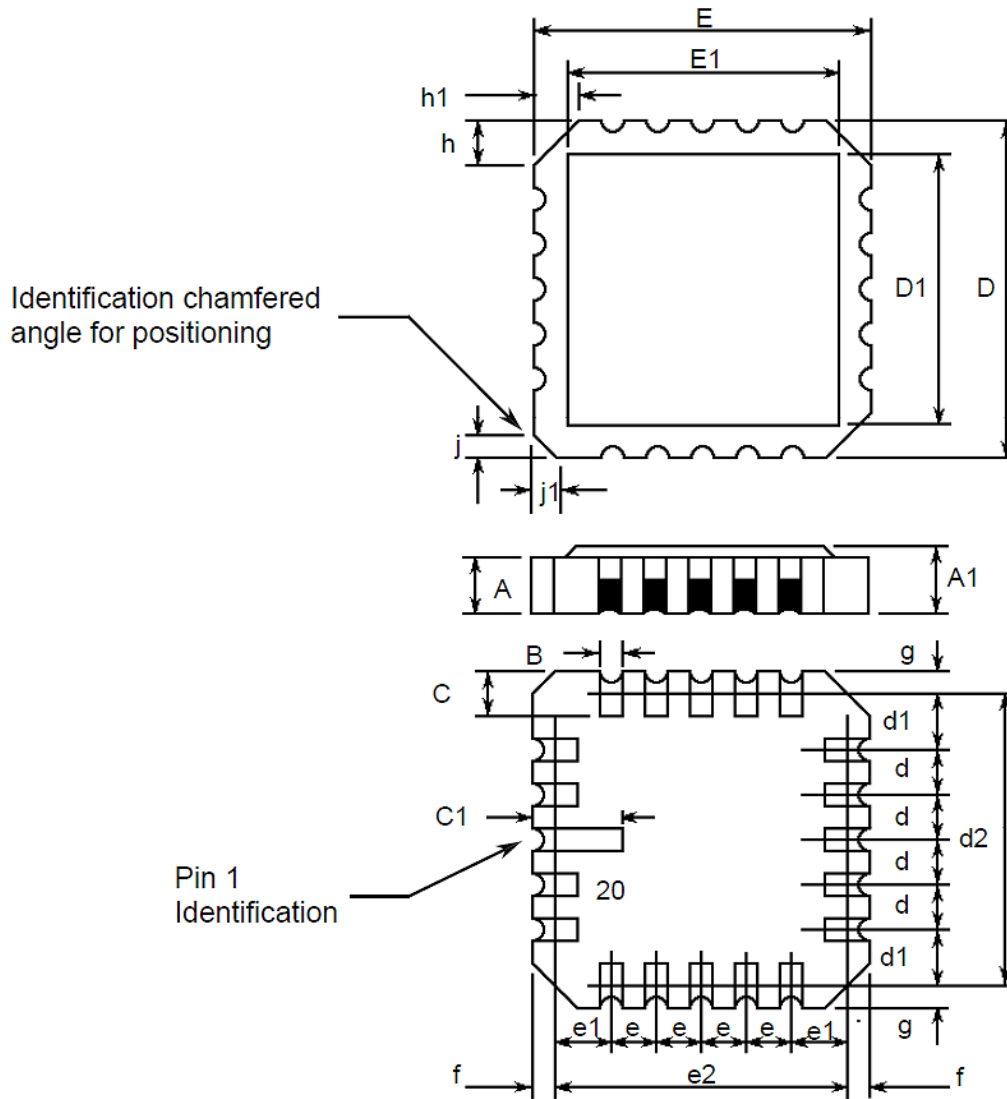 E
E1
h1
h
Identification chamfered
angle for positioning
D1
D
j
j1
A
A1
B
g
C
d1
d
C1
d
d2
Pin 1
Identification
d
20
d
d1
e1
e
e
e
e
e1
g
f
e2
f